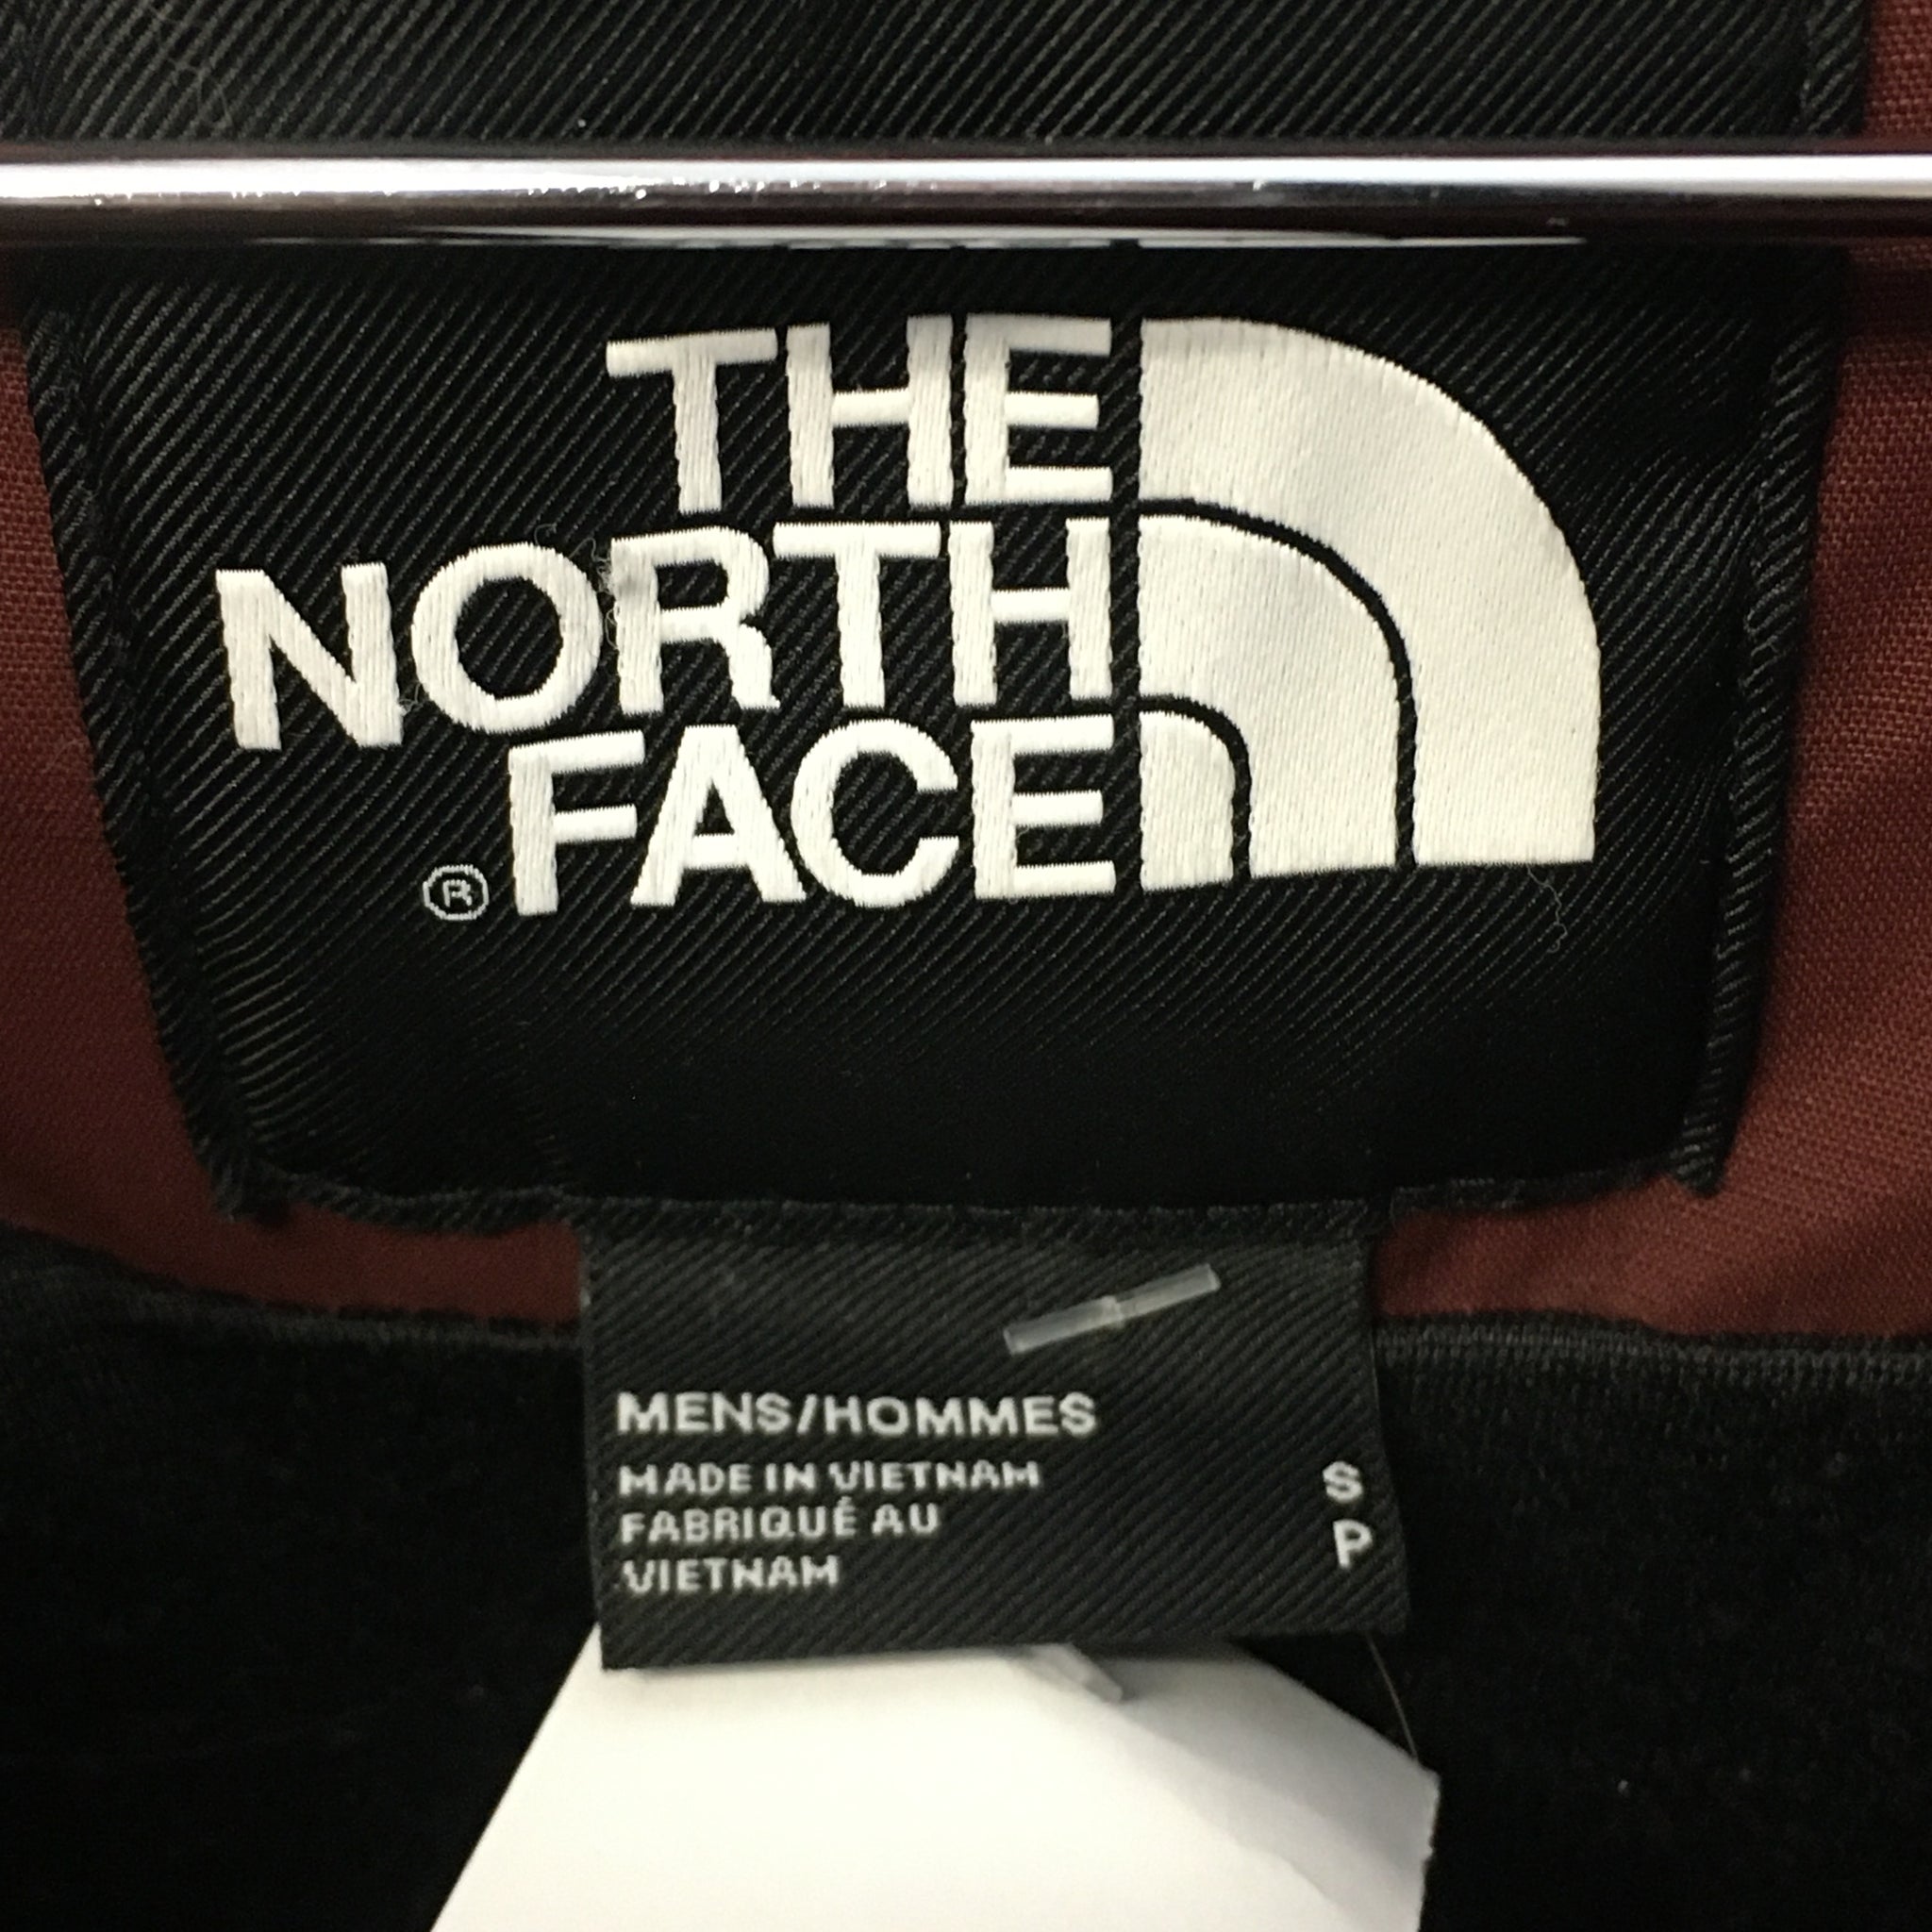 THE
NORTH
FACE
®
MENS/HOMMES
MADE IN VIETNAM
FABRIQUÉ AU
VIETNAM
S
P